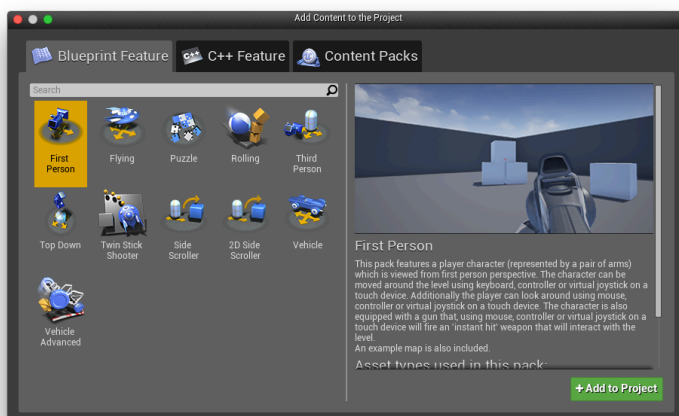 Add Content to the Project
Blueprint Feature
C++ C++ Feature
Content Packs
Search
First
Person
Flying
Puzzle
Rolling
Third
Person
Top Down
Twin Stick
Shooter
Side
Scroller
2D Side
Scroller
Vehicle
Vehicle
Advanced
First Person
This pack features a player character (represented by a pair of arms)
which is viewed from first person perspective. The character can be
moved around the level using keyboard, controller or virtual joystick on a
touch device. Additionally the player can look around using mouse,
controller or virtual joystick on a touch device. The character is also
equipped with a gun that, using mouse, controller or virtual joystick on a
touch device will fire an 'instant hit' weapon that will interact with the
level.
An example map is also included.
Asset types used in this pack:
+ Add to Project